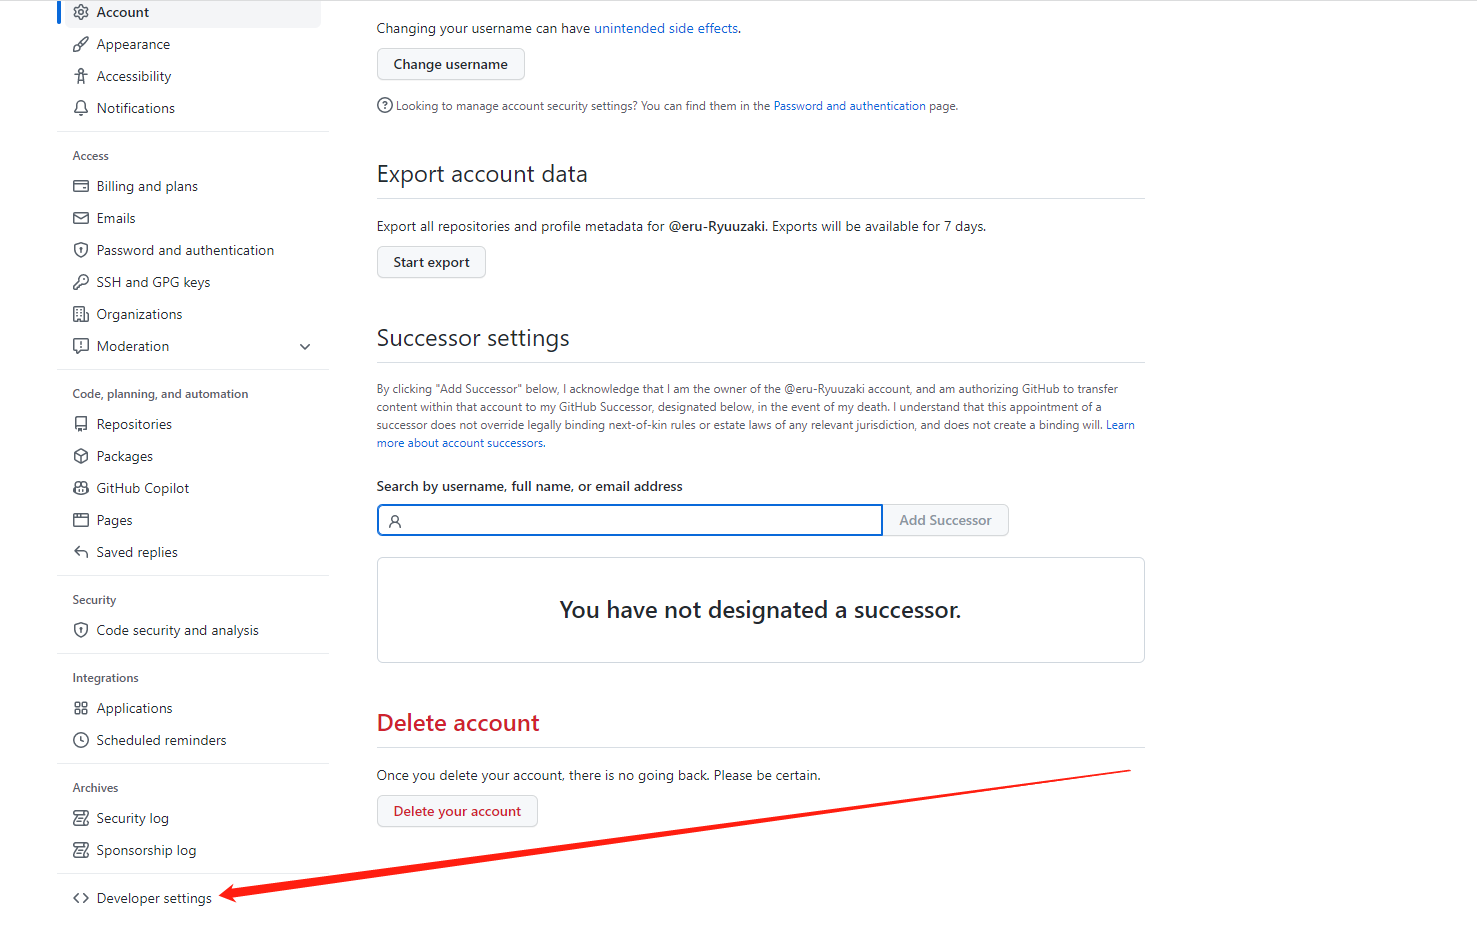 Account
Appearance
Accessibility
Notifications
Access
Billing and plans
Emails
Password and authentication
SSH and GPG keys
Organizations
Moderation
Code, planning, and automation
Repositories
Packages
GitHub Copilot
Pages
Saved replies
Security
Code security and analysis
Integrations
Applications
Scheduled reminders
Archives
Security log
Sponsorship log
Developer settings
Changing your username can have unintended side effects.
Change username
Looking to manage account security settings? You can find them in the Password and authentication page.
Export account data
Export all repositories and profile metadata for @eru-Ryuuzaki. Exports will be available for 7 days.
Start export
Successor settings
By clicking "Add Successor" below, I acknowledge that I am the owner of the @eru-Ryuuzaki account, and am authorizing GitHub to transfer
content within that account to my GitHub Successor, designated below, in the event of my death. I understand that this appointment of a
successor does not override legally binding next-of-kin rules or estate laws of any relevant jurisdiction, and does not create a binding will. Learn
more about account successors.
Search by username, full name, or email address
Add Successor
You have not designated a successor.
Delete account
Once you delete your account, there is no going back. Please be certain.
Delete your account